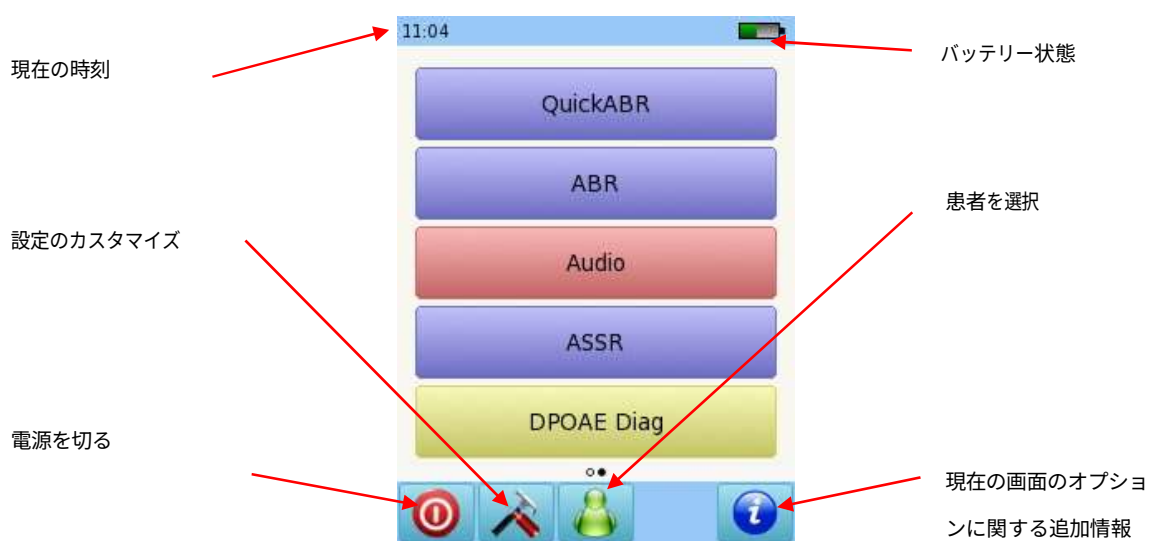 11:04
現在の時刻
バッテリー状態
QuickABR
ABR
患者を選択
設定のカスタマイズ
Audio
ASSR
DPOAE Diag
電源を切る
現在の画面のオプショ
ンに関する追加情報